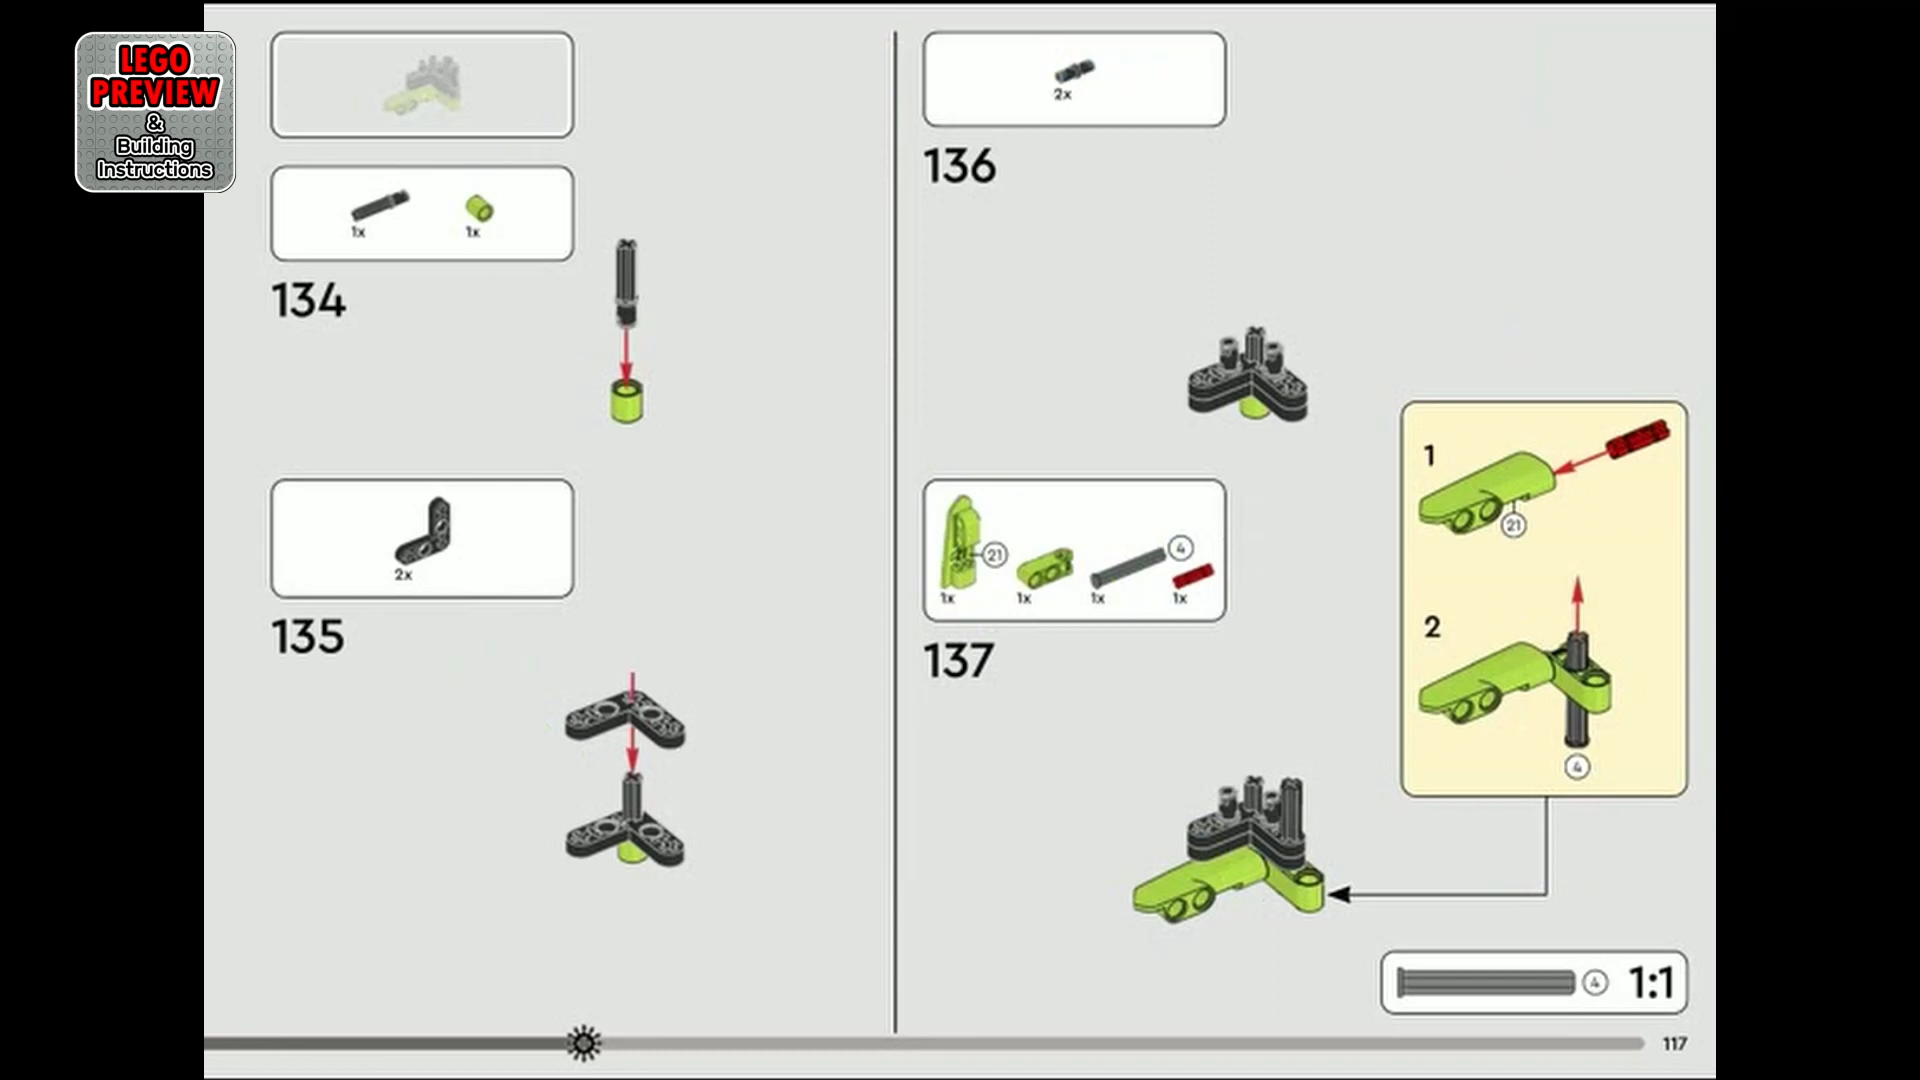 LEGO
PREVIEW
&
Building
Instructions
1x
1x
134
2x
135
2x
136
21
4
1x
1x
1x
1x
137
1
21
2
4
4
1:1
117